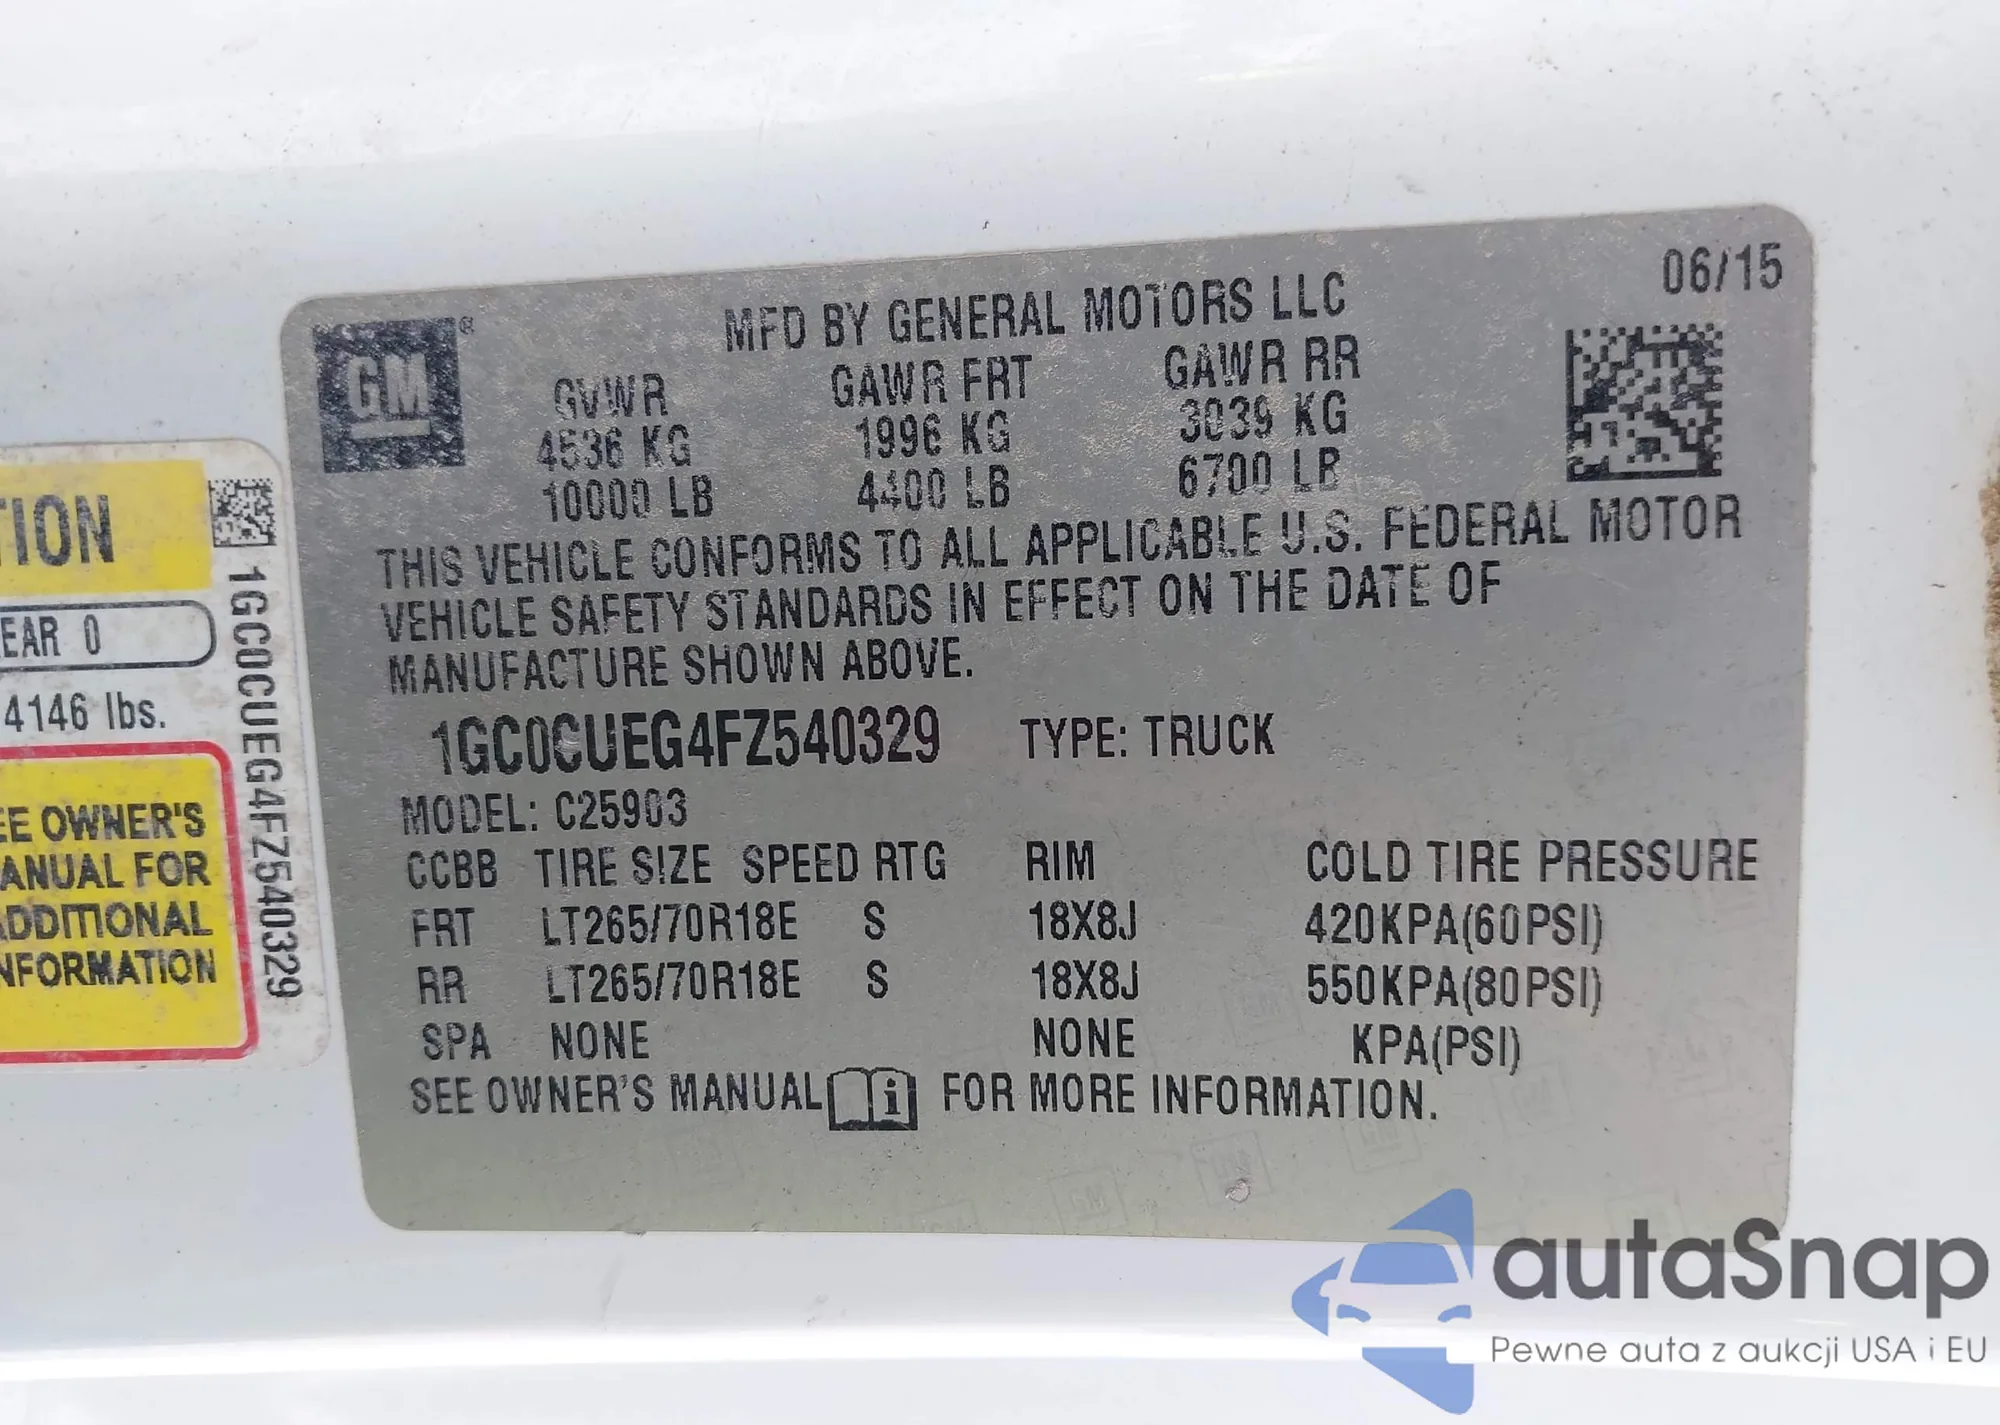 TION
EAR 0
4146 lbs.
EE OWNER'S
ANUAL FOR
ADDITIONAL
NFORMATION
1GC0CUEG4FZ540329
06/15
GM®
MFD BY GENERAL MOTORS LLC
GVWR GAWR FRT GAWR RR
4536 KG 1996 KG 3039 KG
10000 LB 4400 LB 6700 LB
THIS VEHICLE CONFORMS TO ALL APPLICABLE U.S. FEDERAL MOTOR
VEHICLE SAFETY STANDARDS IN EFFECT ON THE DATE OF
MANUFACTURE SHOWN ABOVE.
1GC0CUEG4FZ540329 TYPE: TRUCK
MODEL: C25903
CCBB TIRE SIZE SPEED RTG RIM COLD TIRE PRESSURE
FRT LT265/70R18E S 18X8J 420KPA(60PSI)
RR LT265/70R18E S 18X8J 550KPA(80PSI)
SPA NONE NONE KPA(PSI)
SEE OWNER'S MANUAL i FOR MORE INFORMATION.
autaSnap
Pewne auta z aukcji USA i EU